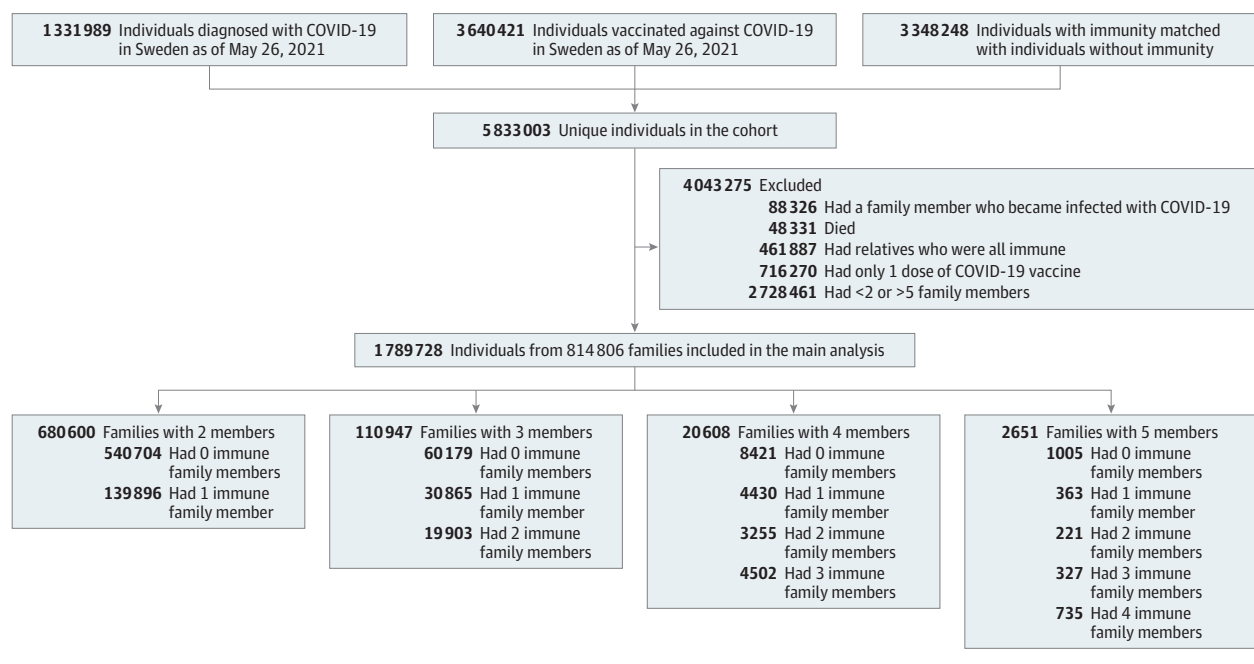 1331989 Individuals diagnosed with COVID-19
in Sweden as of May 26, 2021
3640421 Individuals vaccinated against COVID-19
in Sweden as of May 26, 2021
3348248 Individuals with immunity matched
with individuals without immunity
5833003 Unique individuals in the cohort
4043275 Excluded
88326 Had a family member who became infected with COVID-19
48331 Died
461887 Had relatives who were all immune
716270 Had only 1 dose of COVID-19 vaccine
2728461 Had <2 or >5 family members
1789728 Individuals from 814806 families included in the main analysis
680600 Families with 2 members
540704 Had 0 immune
family members
139896 Had 1 immune
family member
110947 Families with 3 members
60179 Had 0 immune
family members
30865 Had 1 immune
family member
19903 Had 2 immune
family members
20608 Families with 4 members
8421 Had 0 immune
family members
4430 Had 1 immune
family member
3255 Had 2 immune
family members
4502 Had 3 immune
family members
2651 Families with 5 members
1005 Had 0 immune
family members
363 Had 1 immune
family member
221 Had 2 immune
family members
327 Had 3 immune
family members
735 Had 4 immune
family members